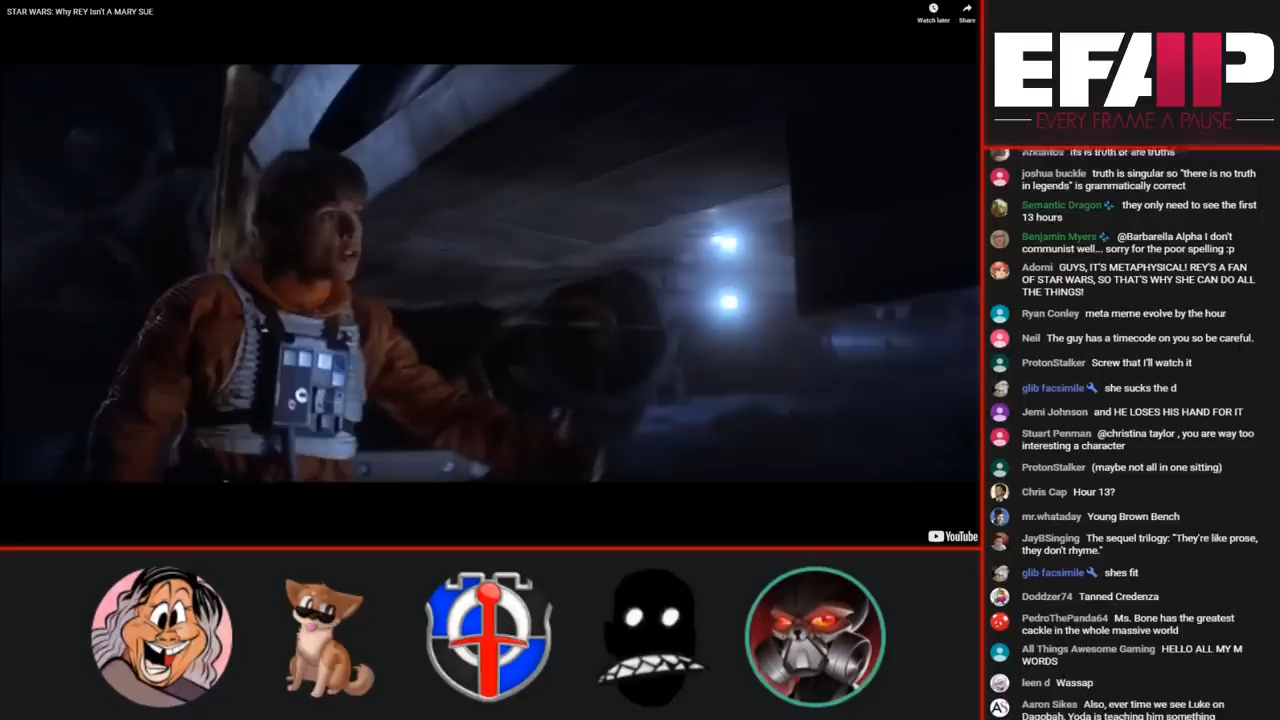 STAR WARS: Why REY Isn't A MARY SUE
Watch later
Share
EFAP
EVERY FRAME A PAUSE
Arkantos its is truth or are truths
joshua buckle truth is singular so "there is no truth
in legends" is grammatically correct
Semantic Dragon they only need to see the first
13 hours
Benjamin Myers @Barbarella Alpha I don't
communist well... sorry for the poor spelling :p
Adomi GUYS, IT'S METAPHYSICAL! REY'S A FAN
OF STAR WARS, SO THAT'S WHY SHE CAN DO ALL
THE THINGS!
Ryan Conley meta meme evolve by the hour
Neil The guy has a timecode on you so be careful.
ProtonStalker Screw that I'll watch it
glib facsimile she sucks the d
Jemi Johnson and HE LOSES HIS HAND FOR IT
Stuart Penman @christina taylor , you are way too
interesting a character
ProtonStalker (maybe not all in one sitting)
Chris Cap Hour 13?
mr.whataday Young Brown Bench
JayBSinging The sequel trilogy: "They're like prose,
they don't rhyme."
glib facsimile shes fit
Doddzer74 Tanned Credenza
PedroThePanda64 Ms. Bone has the greatest
cackle in the whole massive world
All Things Awesome Gaming HELLO ALL MY M
WORDS
leen d Wassap
AS
Aaron Sikes Also, ever time we see Luke on
Dagobah, Yoda is teaching him something
YouTube